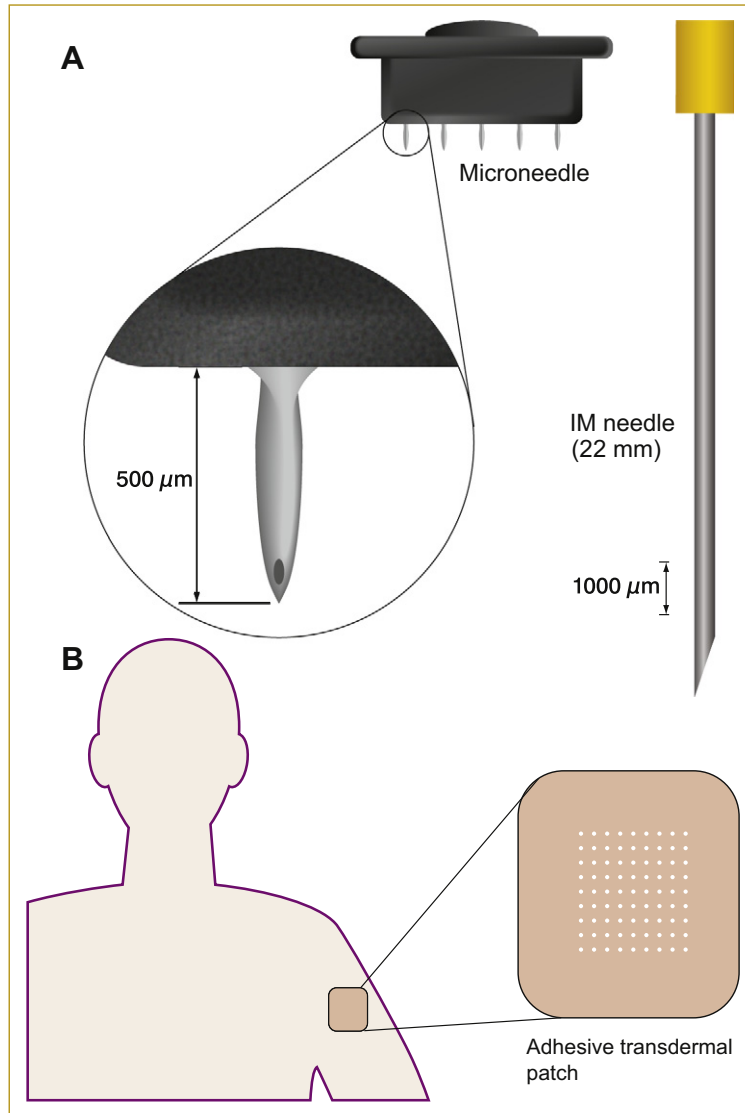 A
Microneedle
500 µm
IM needle
(22 mm)
1000 µm
B
Adhesive transdermal
patch